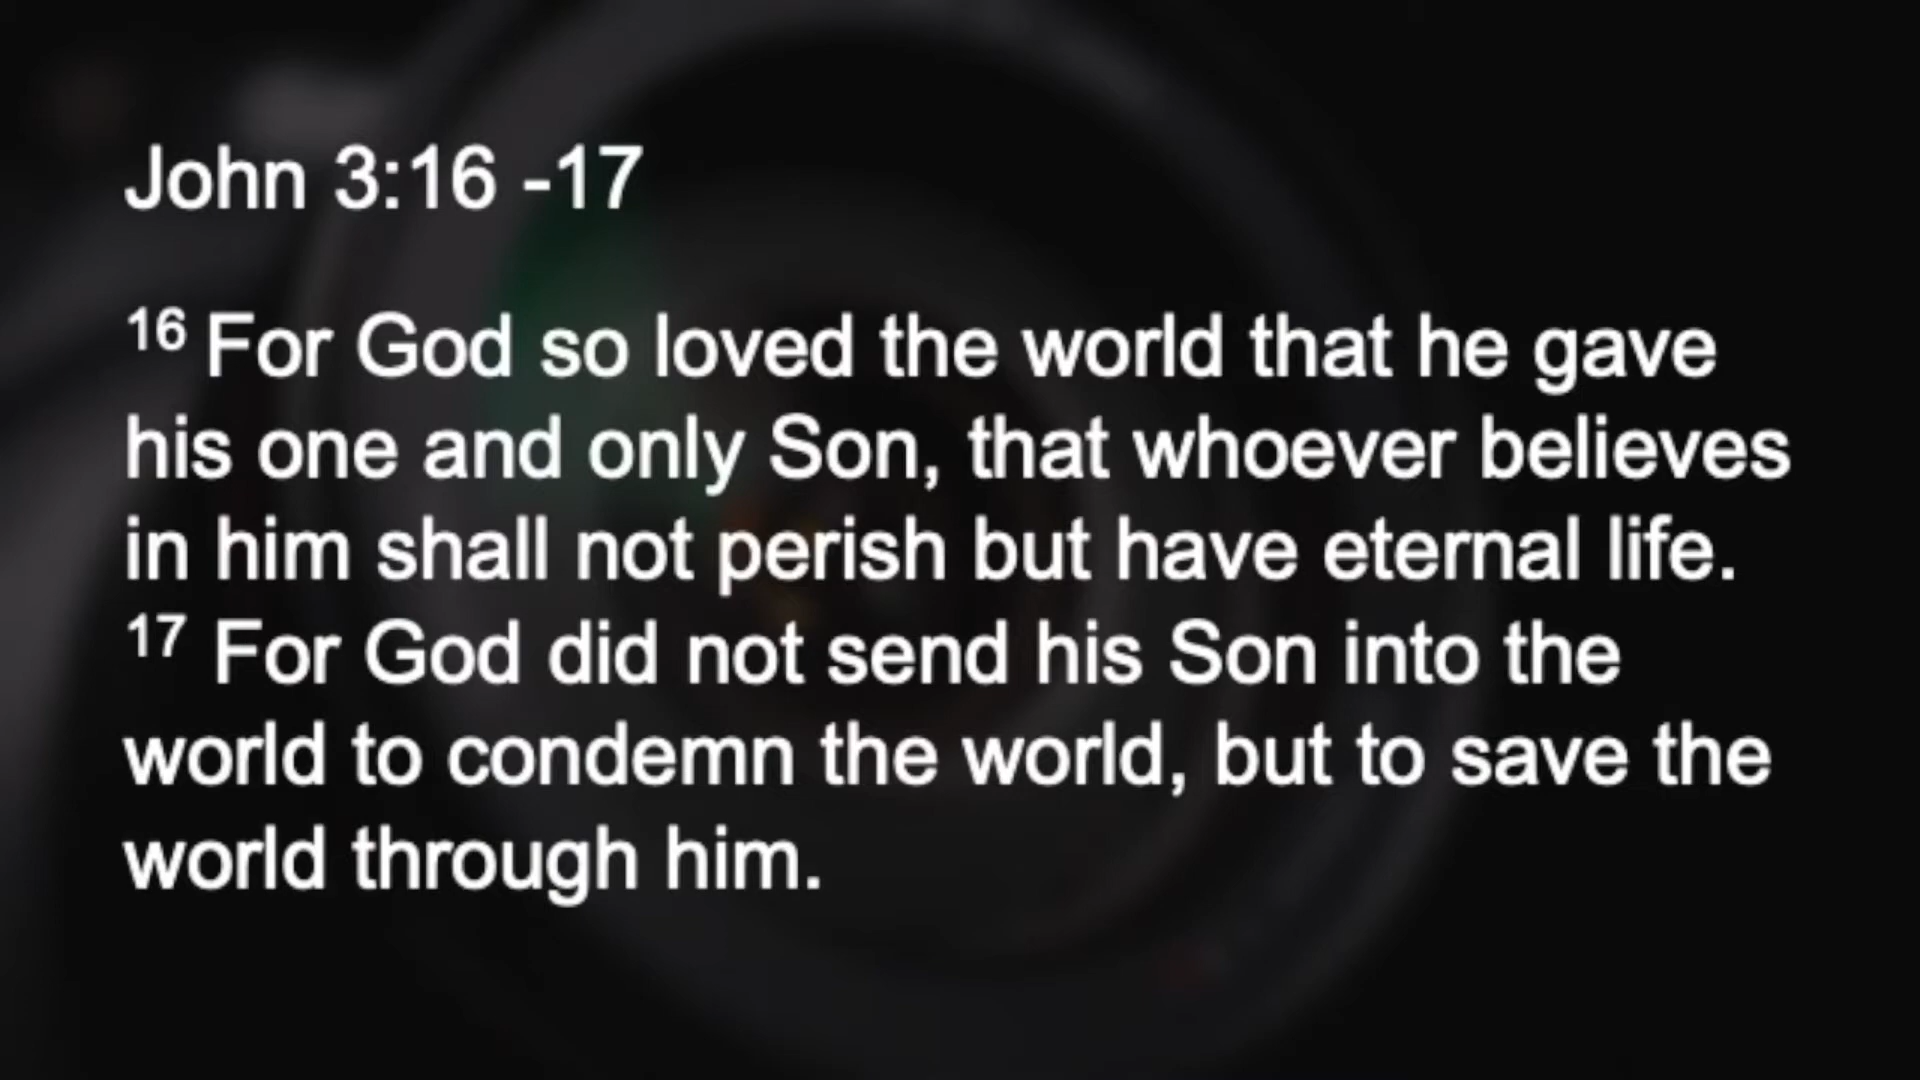 John 3:16 -17
16 For God so loved the world that he gave
his one and only Son, that whoever believes
in him shall not perish but have eternal life.
17 For God did not send his Son into the
world to condemn the world, but to save the
world through him.